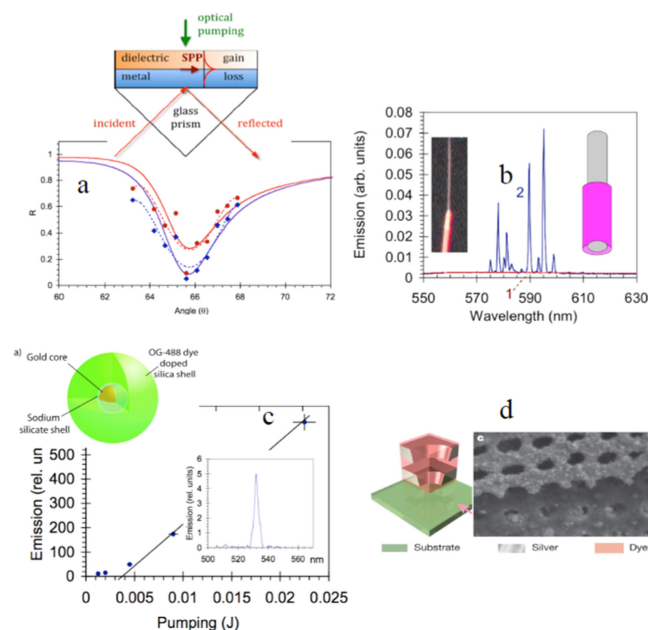 optical
pumping
dielectric SPP gain
metal loss
glass
prism
incident reflected
a
1
0.8
0.6
0.4
0.2
0
R
60 62 64 66 68 70 72
Angle (θ)
b
2
1
Emission (arb. units)
0.08
0.07
0.06
0.05
0.04
0.03
0.02
0.01
0
550 570 590 610 630
Wavelength (nm)
a)
Gold core
OG-488 dye
doped
silica shell
Sodium
silicate shell
c
Emission (rel. un
500
400
300
200
100
0
0 0.005 0.01 0.015 0.02 0.025
Pumping (J)
Emission (rel. units)
6
5
4
3
2
1
0
500 520 540 560 nm
d
c
Substrate Silver Dye